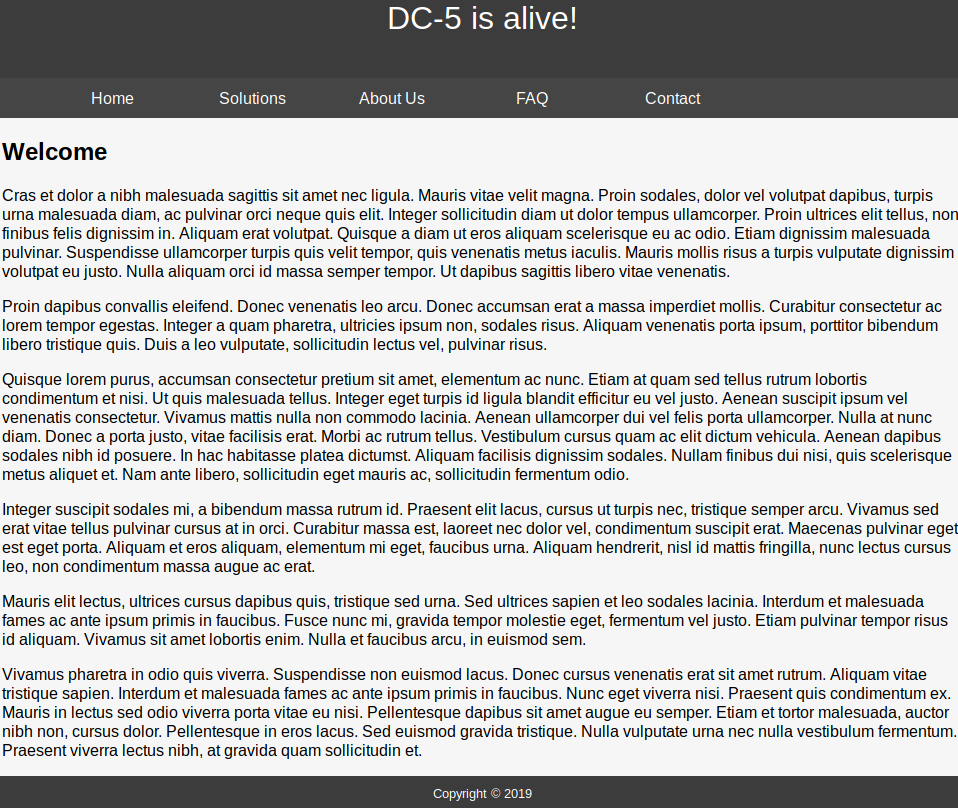 DC-5 is alive!
Home Solutions About Us FAQ Contact
Welcome
Cras et dolor a nibh malesuada sagittis sit amet nec ligula. Mauris vitae velit magna. Proin sodales, dolor vel volutpat dapibus, turpis
urna malesuada diam, ac pulvinar orci neque quis elit. Integer sollicitudin diam ut dolor tempus ullamcorper. Proin ultrices elit tellus, non
finibus felis dignissim in. Aliquam erat volutpat. Quisque a diam ut eros aliquam scelerisque eu ac odio. Etiam dignissim malesuada
pulvinar. Suspendisse ullamcorper turpis quis velit tempor, quis venenatis metus iaculis. Mauris mollis risus a turpis vulputate dignissim
volutpat eu justo. Nulla aliquam orci id massa semper tempor. Ut dapibus sagittis libero vitae venenatis.
Proin dapibus convallis eleifend. Donec venenatis leo arcu. Donec accumsan erat a massa imperdiet mollis. Curabitur consectetur ac
lorem tempor egestas. Integer a quam pharetra, ultricies ipsum non, sodales risus. Aliquam venenatis porta ipsum, porttitor bibendum
libero tristique quis. Duis a leo vulputate, sollicitudin lectus vel, pulvinar risus.
Quisque lorem purus, accumsan consectetur pretium sit amet, elementum ac nunc. Etiam at quam sed tellus rutrum lobortis
condimentum et nisi. Ut quis malesuada tellus. Integer eget turpis id ligula blandit efficitur eu vel justo. Aenean suscipit ipsum vel
venenatis consectetur. Vivamus mattis nulla non commodo lacinia. Aenean ullamcorper dui vel felis porta ullamcorper. Nulla at nunc
diam. Donec a porta justo, vitae facilisis erat. Morbi ac rutrum tellus. Vestibulum cursus quam ac elit dictum vehicula. Aenean dapibus
sodales nibh id posuere. In hac habitasse platea dictumst. Aliquam facilisis dignissim sodales. Nullam finibus dui nisi, quis scelerisque
metus aliquet et. Nam ante libero, sollicitudin eget mauris ac, sollicitudin fermentum odio.
Integer suscipit sodales mi, a bibendum massa rutrum id. Praesent elit lacus, cursus ut turpis nec, tristique semper arcu. Vivamus sed
erat vitae tellus pulvinar cursus at in orci. Curabitur massa est, laoreet nec dolor vel, condimentum suscipit erat. Maecenas pulvinar eget
est eget porta. Aliquam et eros aliquam, elementum mi eget, faucibus urna. Aliquam hendrerit, nisl id mattis fringilla, nunc lectus cursus
leo, non condimentum massa augue ac erat.
Mauris elit lectus, ultrices cursus dapibus quis, tristique sed urna. Sed ultrices sapien et leo sodales lacinia. Interdum et malesuada
fames ac ante ipsum primis in faucibus. Fusce nunc mi, gravida tempor molestie eget, fermentum vel justo. Etiam pulvinar tempor risus
id aliquam. Vivamus sit amet lobortis enim. Nulla et faucibus arcu, in euismod sem.
Vivamus pharetra in odio quis viverra. Suspendisse non euismod lacus. Donec cursus venenatis erat sit amet rutrum. Aliquam vitae
tristique sapien. Interdum et malesuada fames ac ante ipsum primis in faucibus. Nunc eget viverra nisi. Praesent quis condimentum ex.
Mauris in lectus sed odio viverra porta vitae eu nisi. Pellentesque dapibus sit amet augue eu semper. Etiam et tortor malesuada, auctor
nibh non, cursus dolor. Pellentesque in eros lacus. Sed euismod gravida tristique. Nulla vulputate urna nec nulla vestibulum fermentum.
Praesent viverra lectus nibh, at gravida quam sollicitudin et.
Copyright © 2019